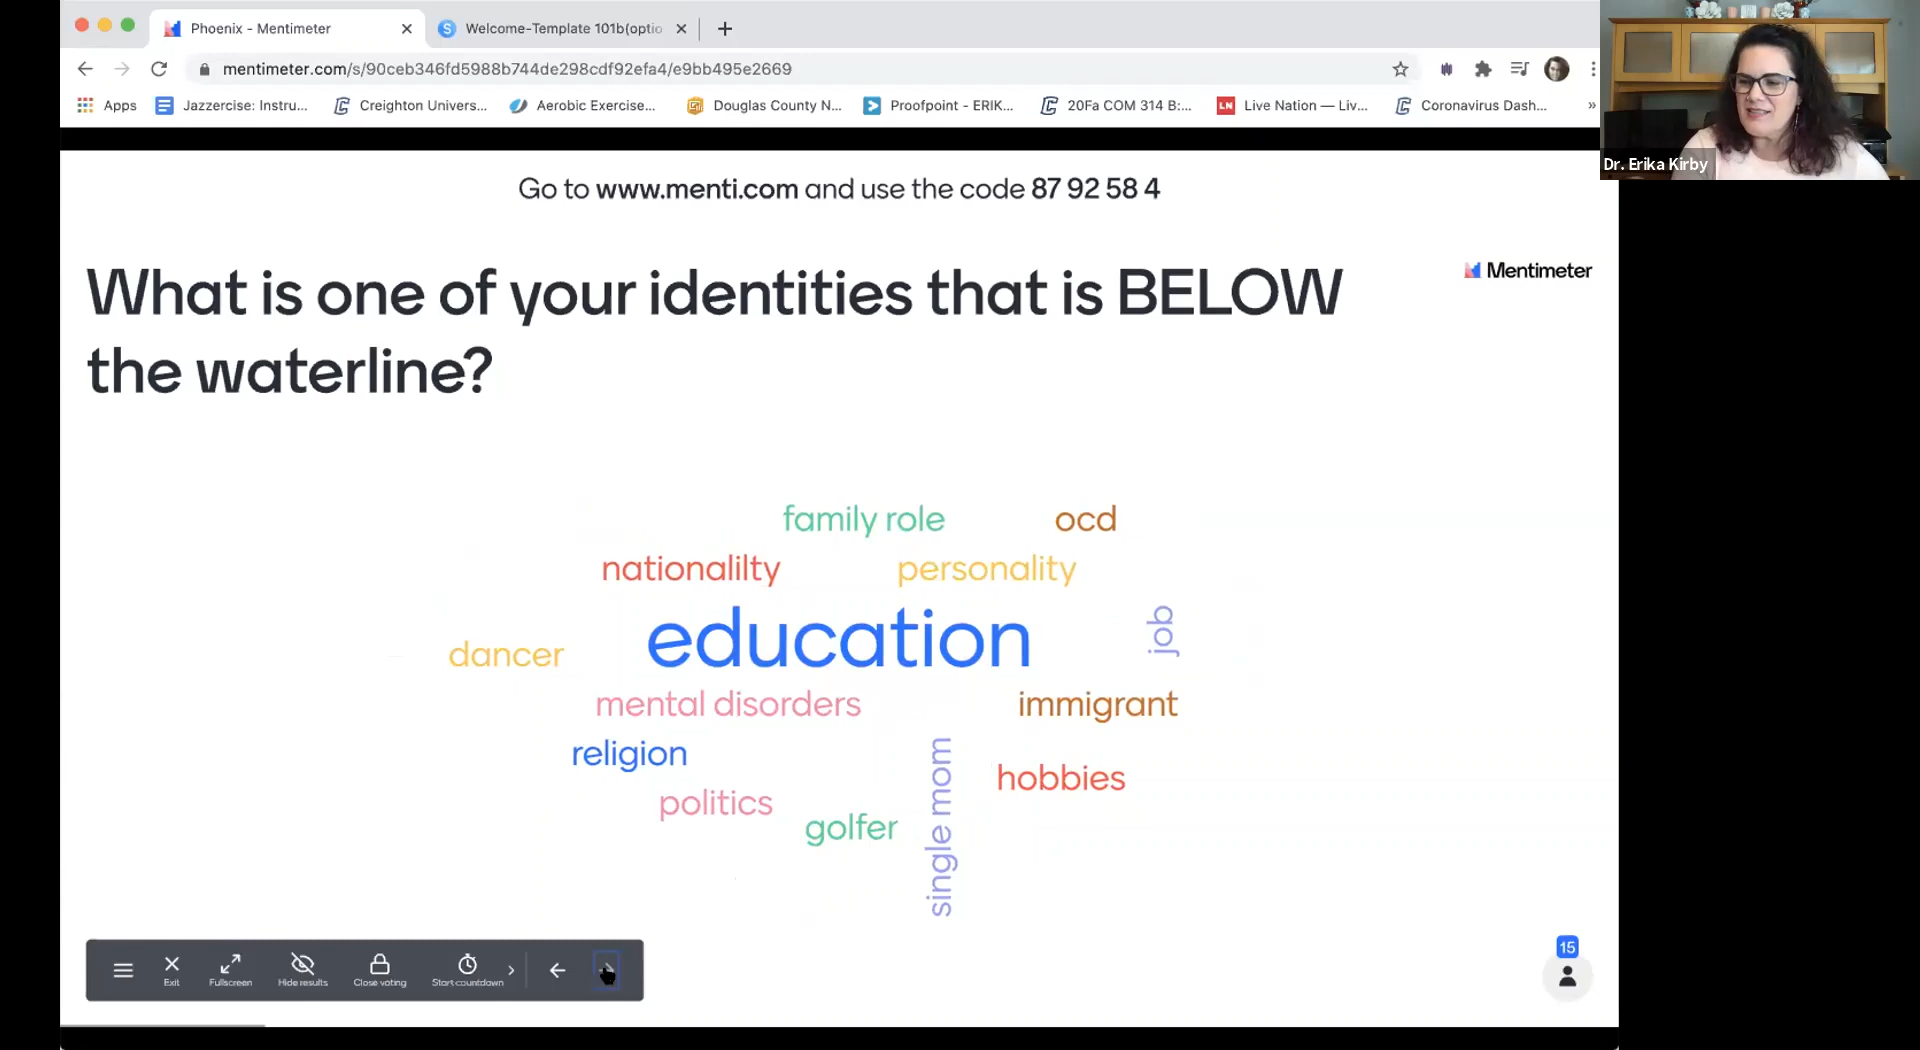 Phoenix - Mentimeter
Welcome-Template 101b(optio
mentimeter.com/s/90ceb346fd5988b744de298cdf92efa4/e9bb495e2669
Apps
Jazzercise: Instru...
Creighton Univers...
Aerobic Exercise...
Douglas County N...
Proofpoint - ERIK...
20Fa COM 314 B:...
LN
Live Nation — Liv...
Coronavirus Dash...
»
Dr. Erika Kirby
Go to www.menti.com and use the code 87 92 58 4
Mentimeter
What is one of your identities that is BELOW
the waterline?
family role
ocd
nationalilty
personality
education
job
dancer
mental disorders
immigrant
religion
single mom
hobbies
politics
golfer
Exit
Fullscreen
Hide results
Close voting
Start countdown
15